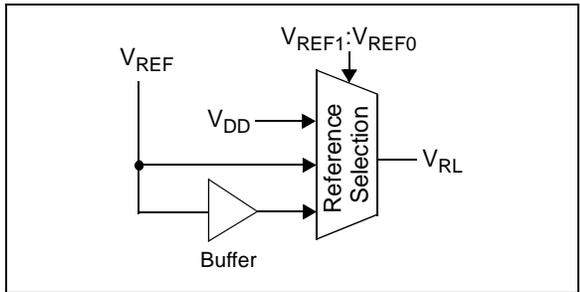 VREF1:VREF0
VREF
VDD
Reference
Selection
VRL
Buffer